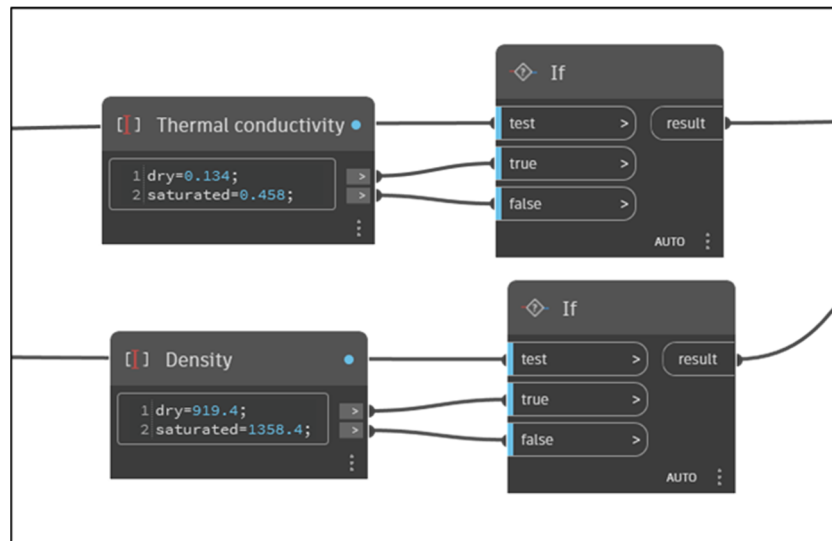 If
test >
result
true >
false >
AUTO
Thermal conductivity
1 dry=0.134; >
2 saturated=0.458; >
If
test >
result
true >
false >
AUTO
Density
1 dry=919.4; >
2 saturated=1358.4; >